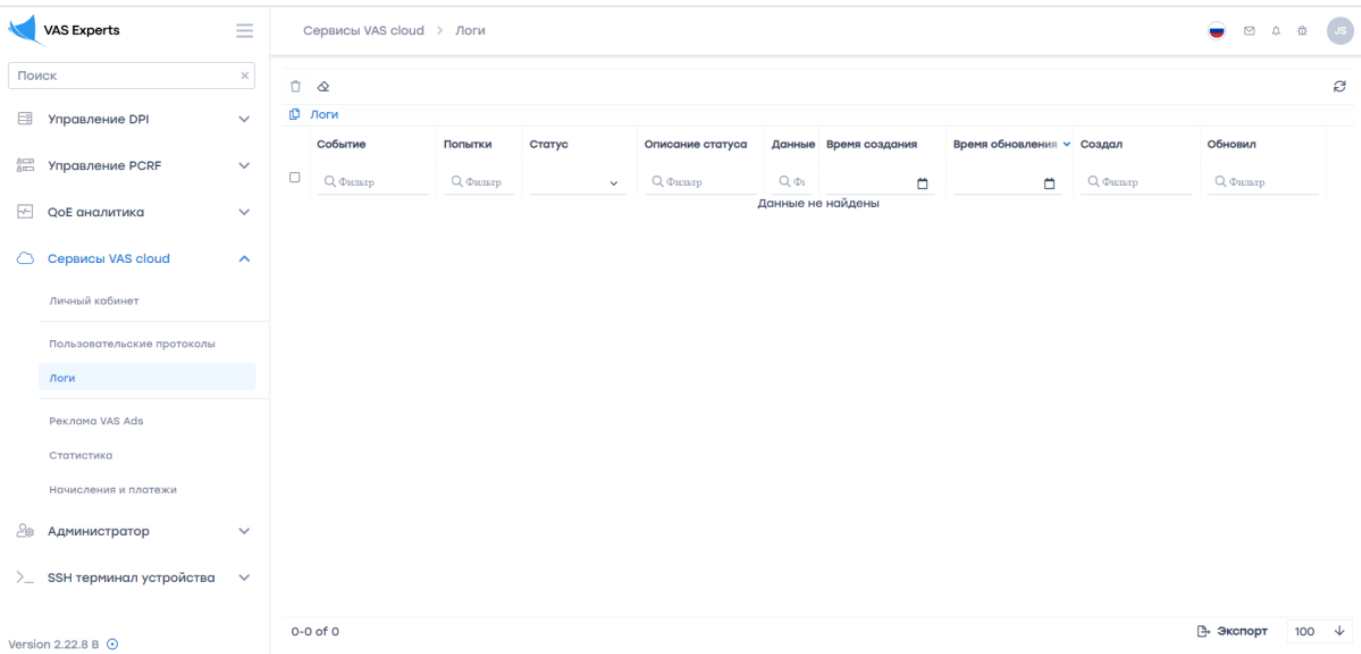 VAS Experts
Сервисы VAS cloud > Логи
JS
Поиск
Управление DPI
Управление PCRF
QoE аналитика
Сервисы VAS cloud
Личный кабинет
Пользовательские протоколы
Логи
Реклама VAS Ads
Статистика
Начисления и платежи
Администратор
SSH терминал устройства
Version 2.22.8 B
Логи
Событие Попытки Статус Описание статуса Данные Время создания Время обновления Создал Обновил
Фильтр Фильтр Фильтр Фи Фильтр Фильтр
Данные не найдены
0-0 of 0
Экспорт 100